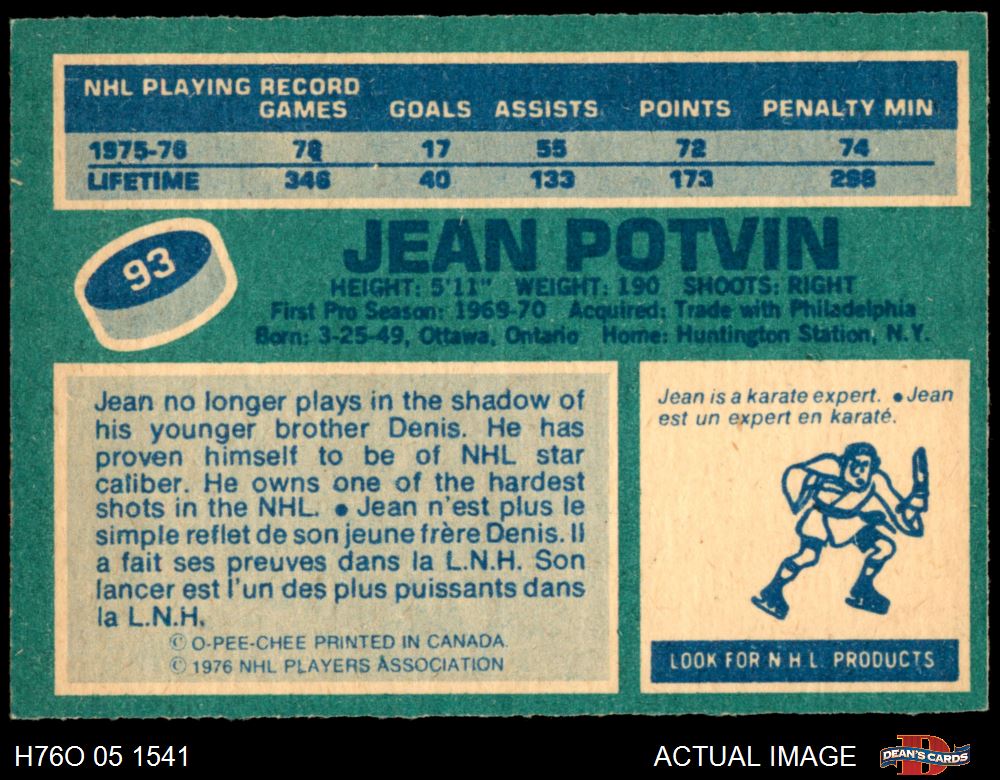 NHL PLAYING RECORD
GAMES GOALS ASSISTS POINTS PENALTY MIN
1975-76 78 17 55 72 74
LIFETIME 346 40 133 173 298
93
JEAN POTVIN
HEIGHT: 5'11" WEIGHT: 190 SHOOTS: RIGHT
First Pro Season: 1969-70 Acquired: Trade with Philadelphia
Born: 3-25-49, Ottawa, Ontario Home: Huntington Station, N.Y.
Jean no longer plays in the shadow of
his younger brother Denis. He has
proven himself to be of NHL star
caliber. He owns one of the hardest
shots in the NHL. ● Jean n'est plus le
simple reflet de son jeune frère Denis. Il
a fait ses preuves dans la L.N.H. Son
lancer est l'un des plus puissants dans
la L.N.H.
© O-PEE-CHEE PRINTED IN CANADA.
© 1976 NHL PLAYERS ASSOCIATION
Jean is a karate expert. ● Jean
est un expert en karaté.
LOOK FOR N H L PRODUCTS
H76O 05 1541
ACTUAL IMAGE
DEAN'S CARDS